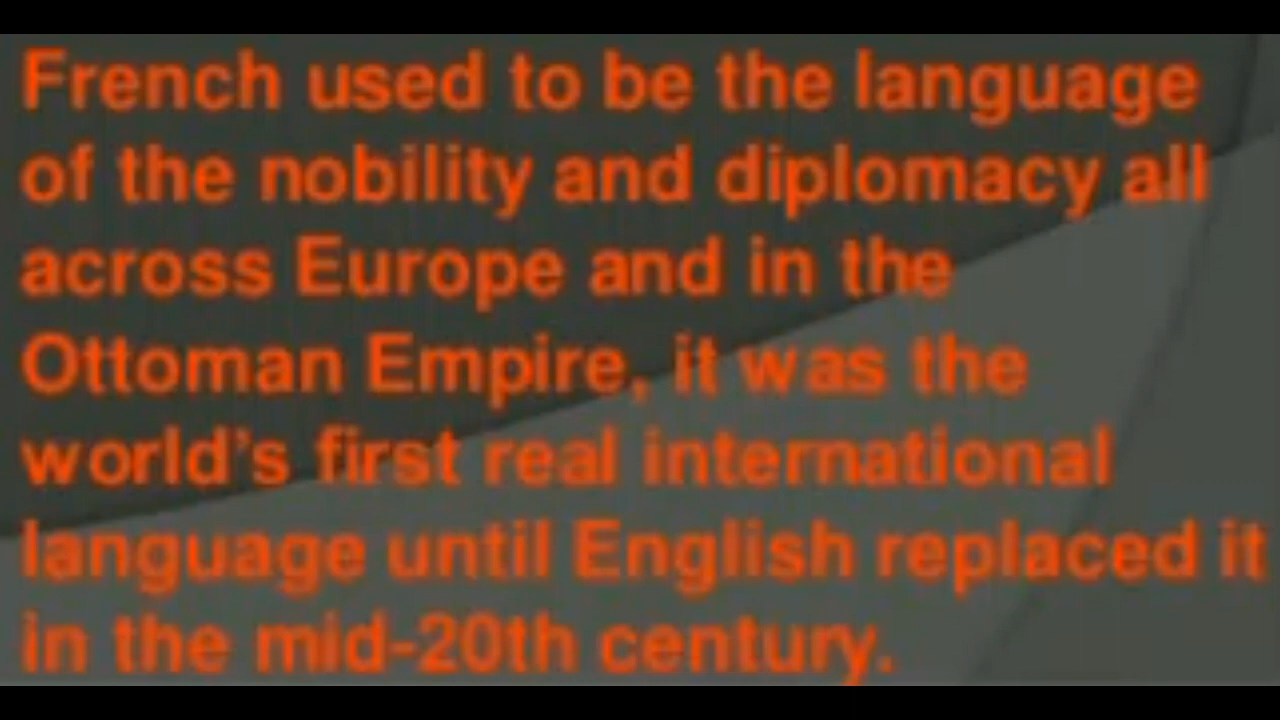 French used to be the language
of the nobility and diplomacy all
across Europe and in the
Ottoman Empire, it was the
world’s first real international
language until English replaced it
in the mid-20th century.